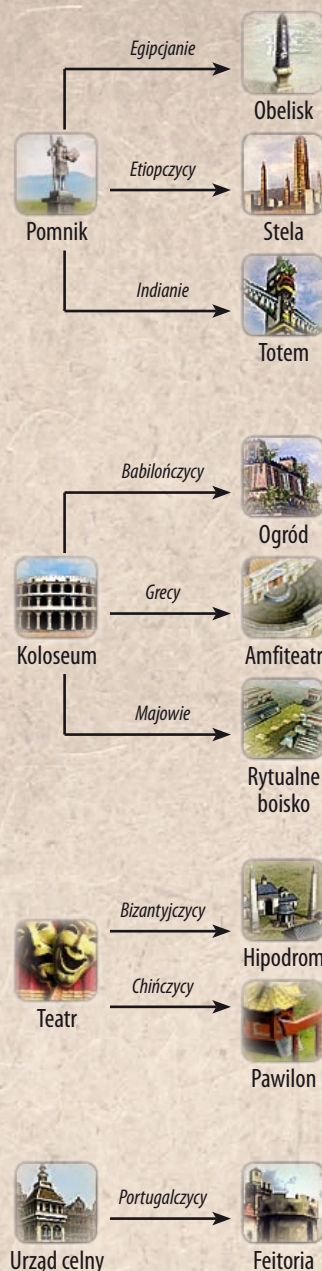 Egipcjanie
Obelisk
Pomnik
Etiopczycy
Stela
Indianie
Totem
Babilończycy
Ogród
Koloseum
Grecy
Amfiteatr
Majowie
Rytualne
boisko
Bizantyjczycy
Hipodrom
Teatr
Chińczycy
Pawilon
Urząd celny
Portugalczycy
Feitoria